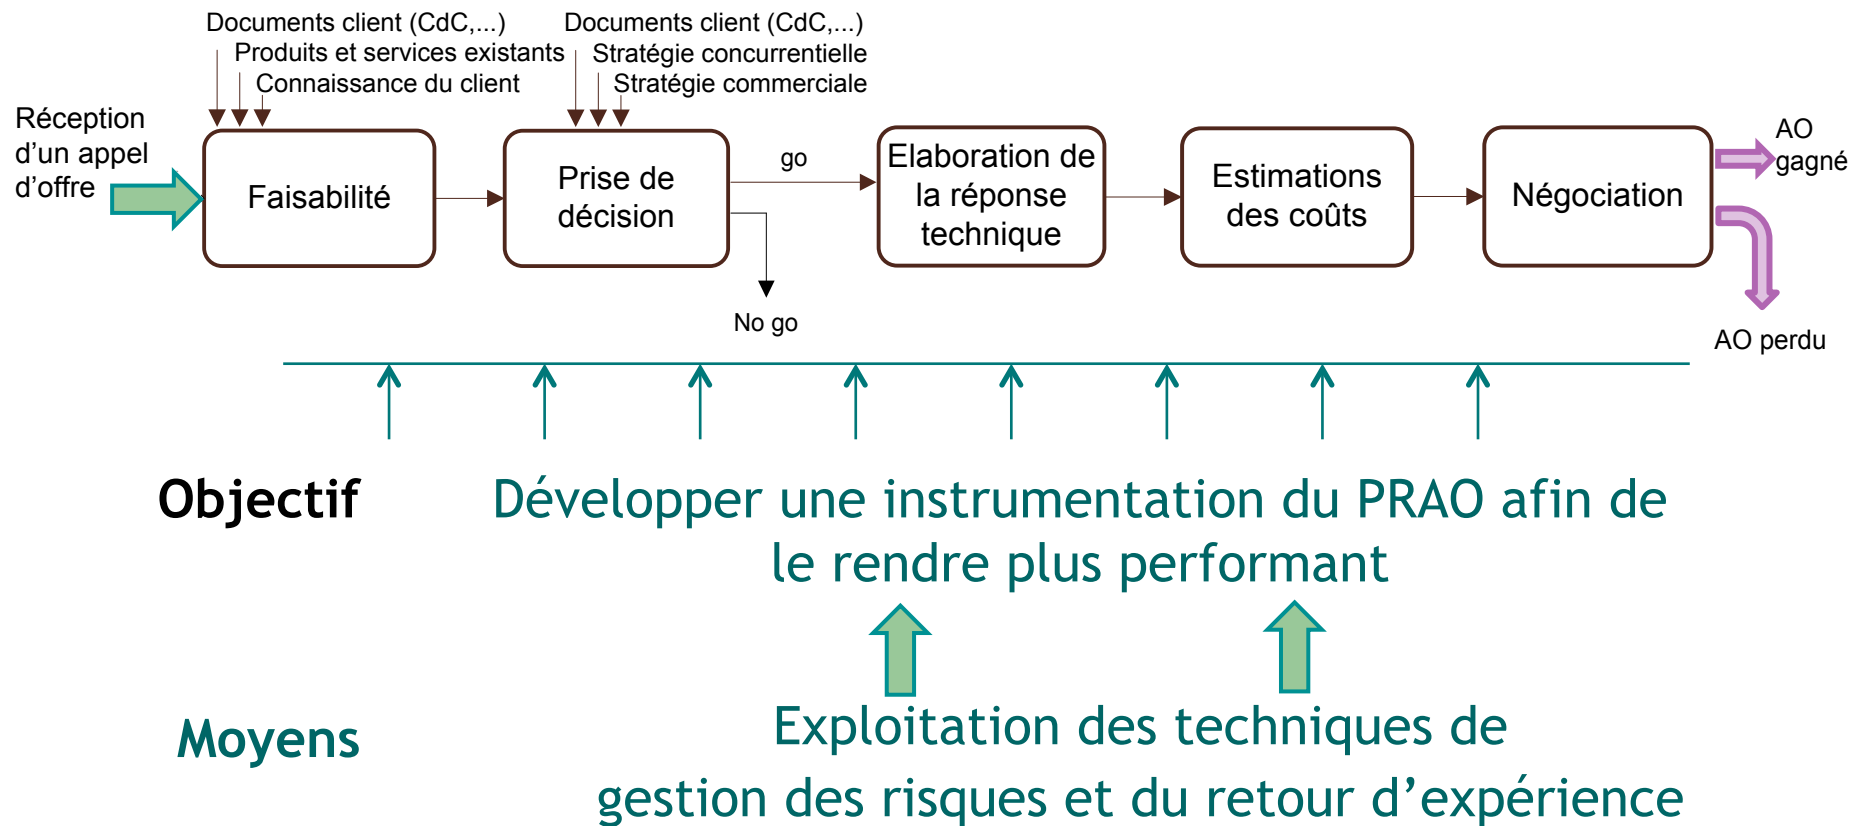 Documents client (CdC,...)
Produits et services existants
Connaissance du client
Documents client (CdC,...)
Stratégie concurrentielle
Stratégie commerciale
Réception
d’un appel
d’offre
Faisabilité
Prise de
décision
go
No go
Elaboration de
la réponse
technique
Estimations
des coûts
Négociation
AO
gagné
AO perdu
Objectif
Développer une instrumentation du PRAO afin de
le rendre plus performant
Moyens
Exploitation des techniques de
gestion des risques et du retour d’expérience